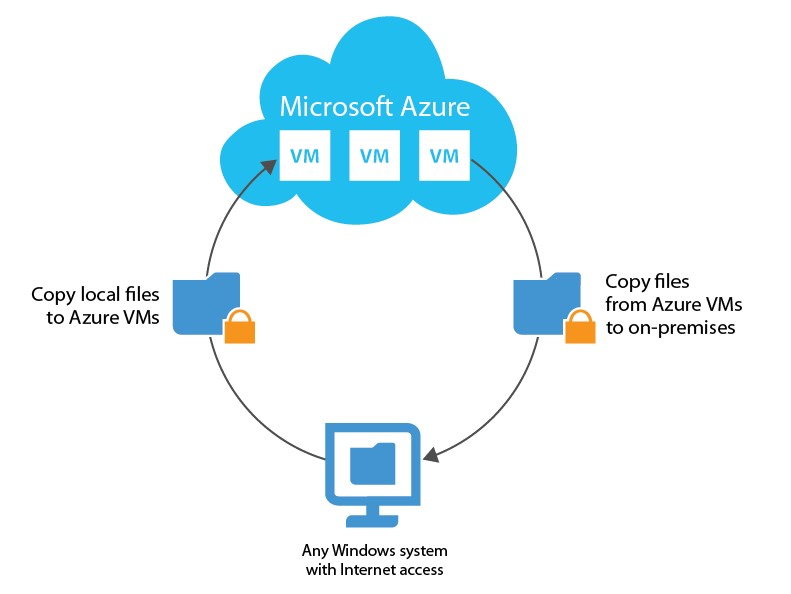 Microsoft Azure
VM VM VM
Copy local files
to Azure VMs
Copy files
from Azure VMs
to on-premises
Any Windows system
with Internet access